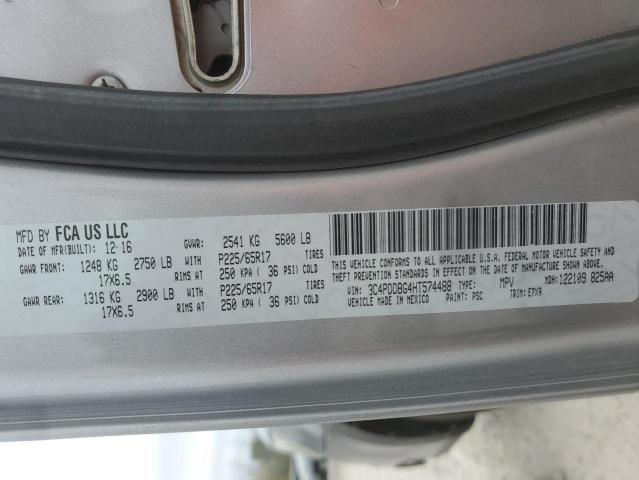 MFD BY FCA US LLC
DATE OF MFR(BUILT): 12-16 GVWR: 2541 KG 5600 LB
GAWR FRONT: 1248 KG 2750 LB WITH P225/65R17 TIRES
17X6.5 RIMS AT 250 KPA ( 36 PSI) COLD
GAWR REAR: 1316 KG 2900 LB WITH P225/65R17 TIRES
17X6.5 RIMS AT 250 KPA ( 36 PSI) COLD
THIS VEHICLE CONFORMS TO ALL APPLICABLE U.S.A. FEDERAL MOTOR VEHICLE SAFETY AND
THEFT PREVENTION STANDARDS IN EFFECT ON THE DATE OF MANUFACTURE SHOWN ABOVE.
VIN: 3C4PDDBG4HT574488 TYPE: MPV MDH: 122109 825AA
VEHICLE MADE IN MEXICO PAINT: PSC TRIM: E7X9